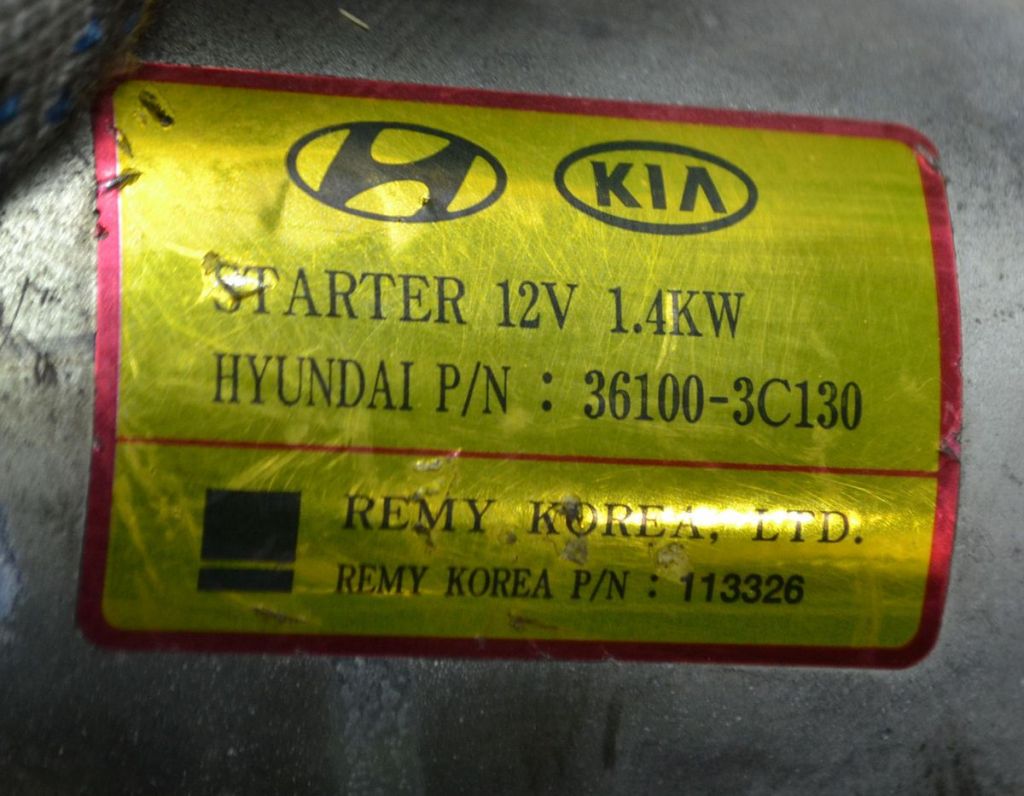 KIA
STARTER 12V 1.4KW
HYUNDAI P/N : 36100-3C130
REMY KOREA, LTD.
REMY KOREA P/N : 113326